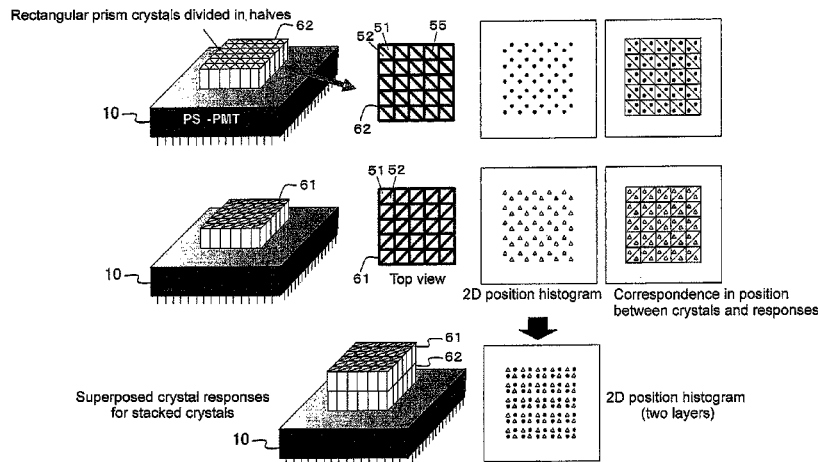 Rectangular prism crystals divided in halves
62
51
55
52
62
10
PS -PMT
61
51 52
61
Top view
10
2D position histogram
Correspondence in position
between crystals and responses
61
62
Superposed crystal responses
for stacked crystals
10
2D position histogram
(two layers)